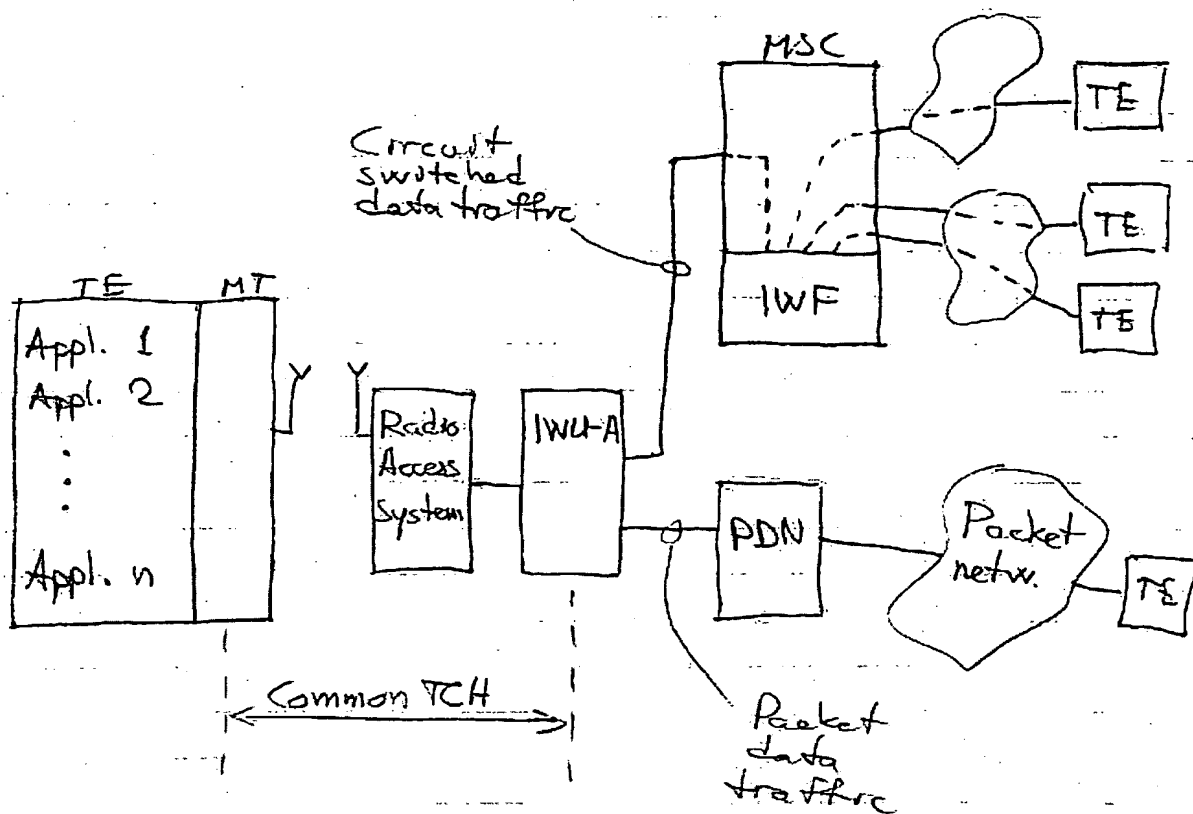 MSC
TE
Circuit
switched
data traffic
TE
IWF
TE
TE MT
Appl. 1
Appl. 2
Appl. n
Radio
Access
System
IWU-A
PDN
Packet
netw.
TE
Common TCH
Packet
data
traffic